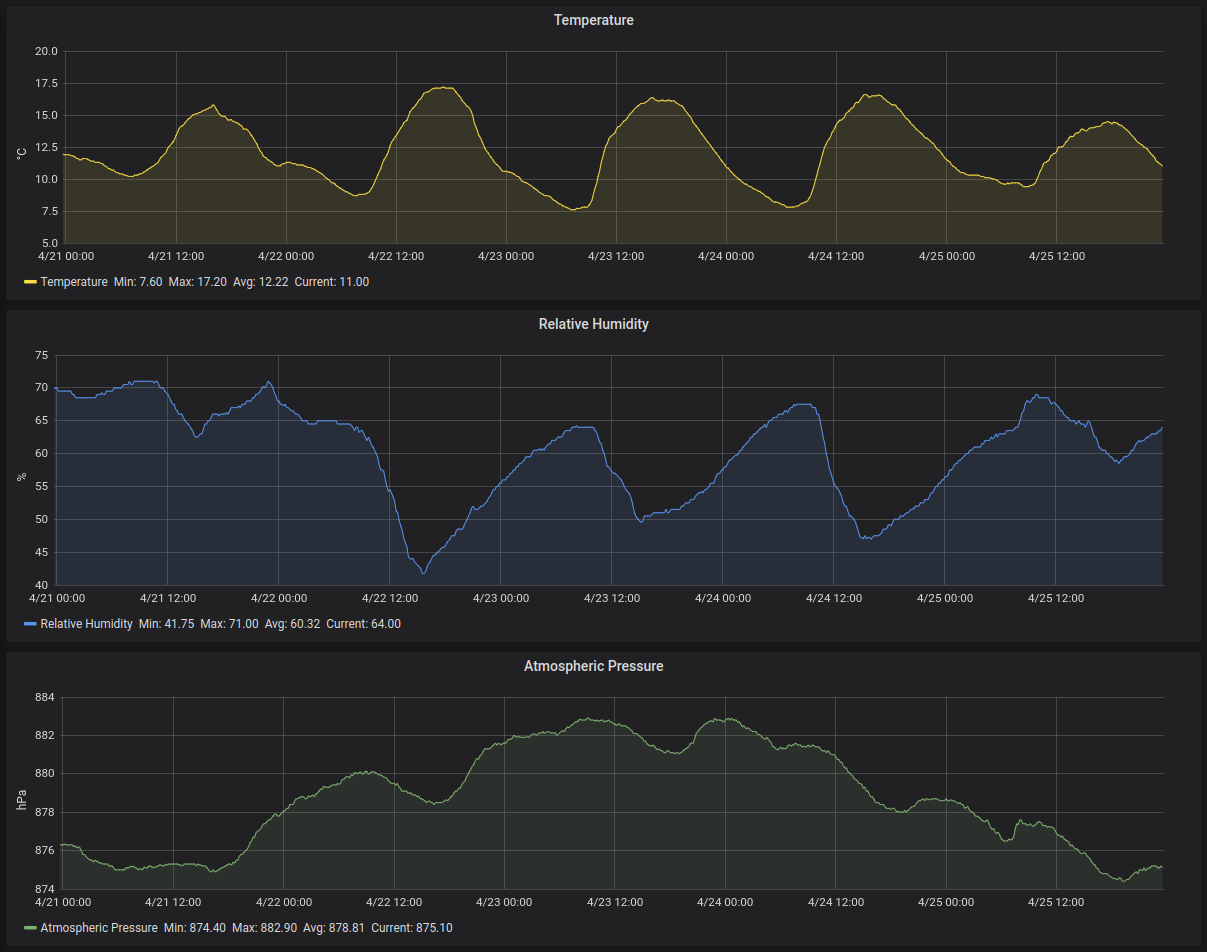 Temperature
20.0
17.5
15.0
12.5
10.0
7.5
5.0
°C
4/21 00:00 4/21 12:00 4/22 00:00 4/22 12:00 4/23 00:00 4/23 12:00 4/24 00:00 4/24 12:00 4/25 00:00 4/25 12:00
Temperature Min: 7.60 Max: 17.20 Avg: 12.22 Current: 11.00
Relative Humidity
75
70
65
60
55
50
45
40
%
4/21 00:00 4/21 12:00 4/22 00:00 4/22 12:00 4/23 00:00 4/23 12:00 4/24 00:00 4/24 12:00 4/25 00:00 4/25 12:00
Relative Humidity Min: 41.75 Max: 71.00 Avg: 60.32 Current: 64.00
Atmospheric Pressure
884
882
880
878
876
874
hPa
4/21 00:00 4/21 12:00 4/22 00:00 4/22 12:00 4/23 00:00 4/23 12:00 4/24 00:00 4/24 12:00 4/25 00:00 4/25 12:00
Atmospheric Pressure Min: 874.40 Max: 882.90 Avg: 878.81 Current: 875.10